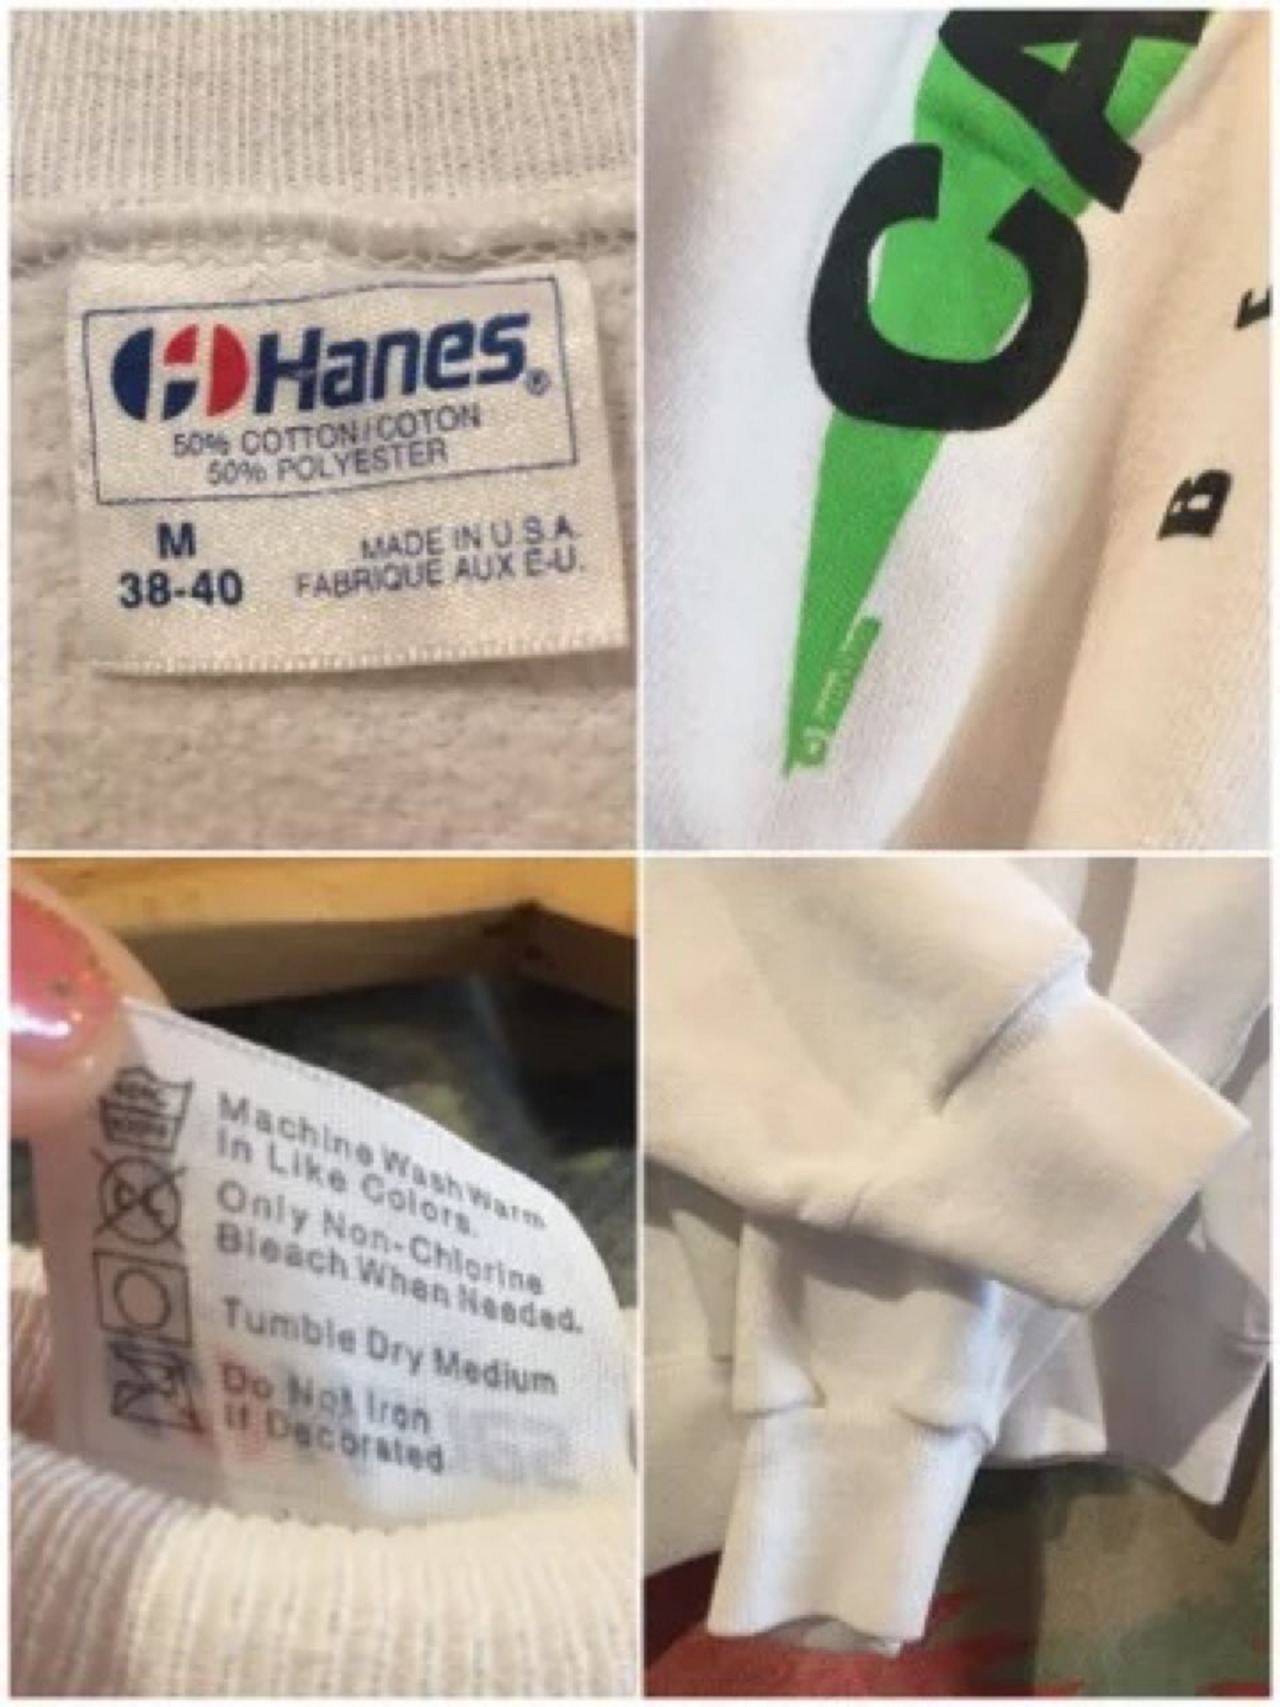 Hanes®
50% COTTON/COTON
50% POLYESTER
M
38-40
MADE IN U.S.A.
FABRIQUE AUX E-U.
CA
B
Machine Wash Warm
In Like Colors.
Only Non-Chlorine
Bleach When Needed.
Tumble Dry Medium
Do Not Iron
If Decorated.